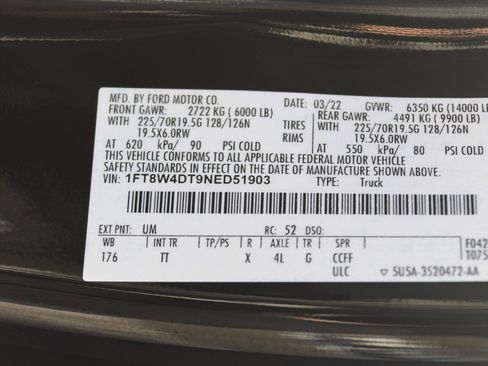 MFD. BY FORD MOTOR CO.
DATE: 03/22 GVWR: 6350 KG (14000 LB)
FRONT GAWR: 2722 KG ( 6000 LB) REAR GAWR: 4491 KG ( 9900 LB)
WITH 225/70R19.5G 128/126N TIRES WITH 225/70R19.5G 128/126N
19.5X6.0RW RIMS 19.5X6.0RW
AT 620 kPa/ 90 PSI COLD AT 550 kPa/ 80 PSI COLD
THIS VEHICLE CONFORMS TO ALL APPLICABLE FEDERAL MOTOR VEHICLE
SAFETY STANDARDS IN EFFECT ON THE DATE OF MANUFACTURE SHOWN ABOVE.
VIN: 1FT8W4DT9NED51903 TYPE: Truck
EXT PNT: UM RC: 52 DSO: F042
WB INT TR TP/PS R AXLE TR SPR T075
176 TT X 4L G CCFF
ULC ▽ 5U5A-3520472-AA